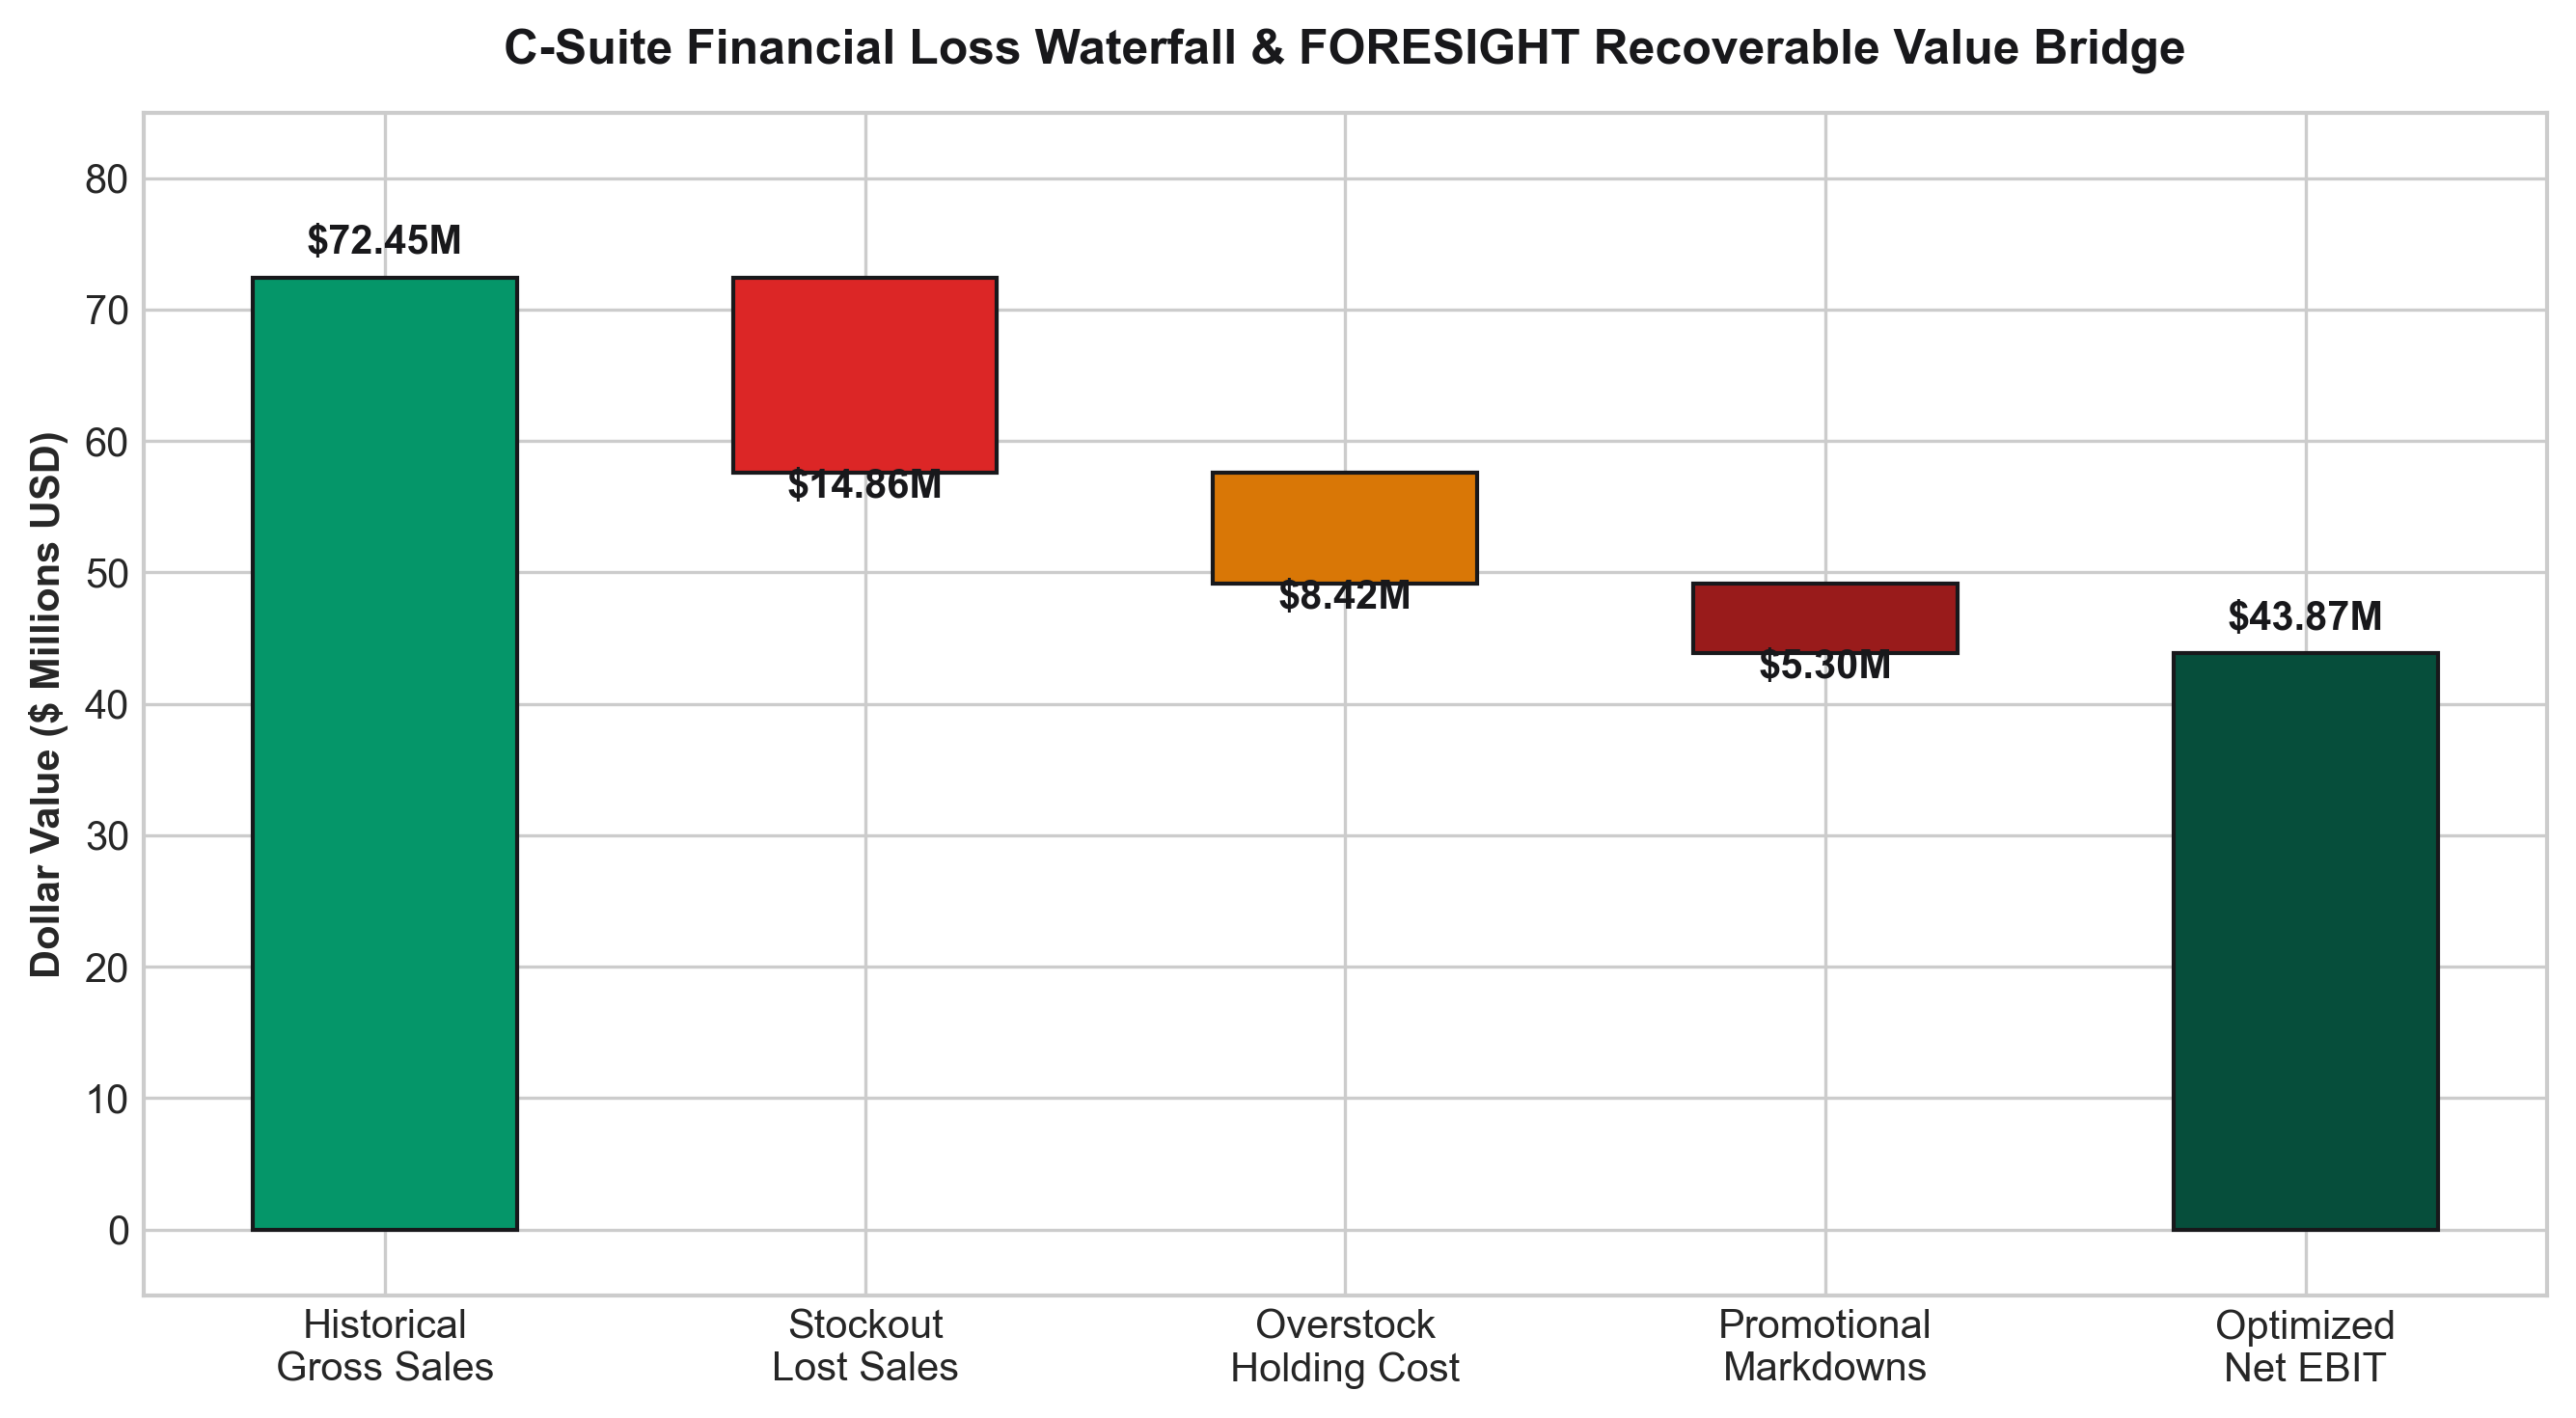 C-Suite Financial Loss Waterfall & FORESIGHT Recoverable Value Bridge
Dollar Value ($ Millions USD)
80
70
60
50
40
30
20
10
0
$72.45M
$14.86M
$8.42M
$5.30M
$43.87M
Historical
Gross Sales
Stockout
Lost Sales
Overstock
Holding Cost
Promotional
Markdowns
Optimized
Net EBIT